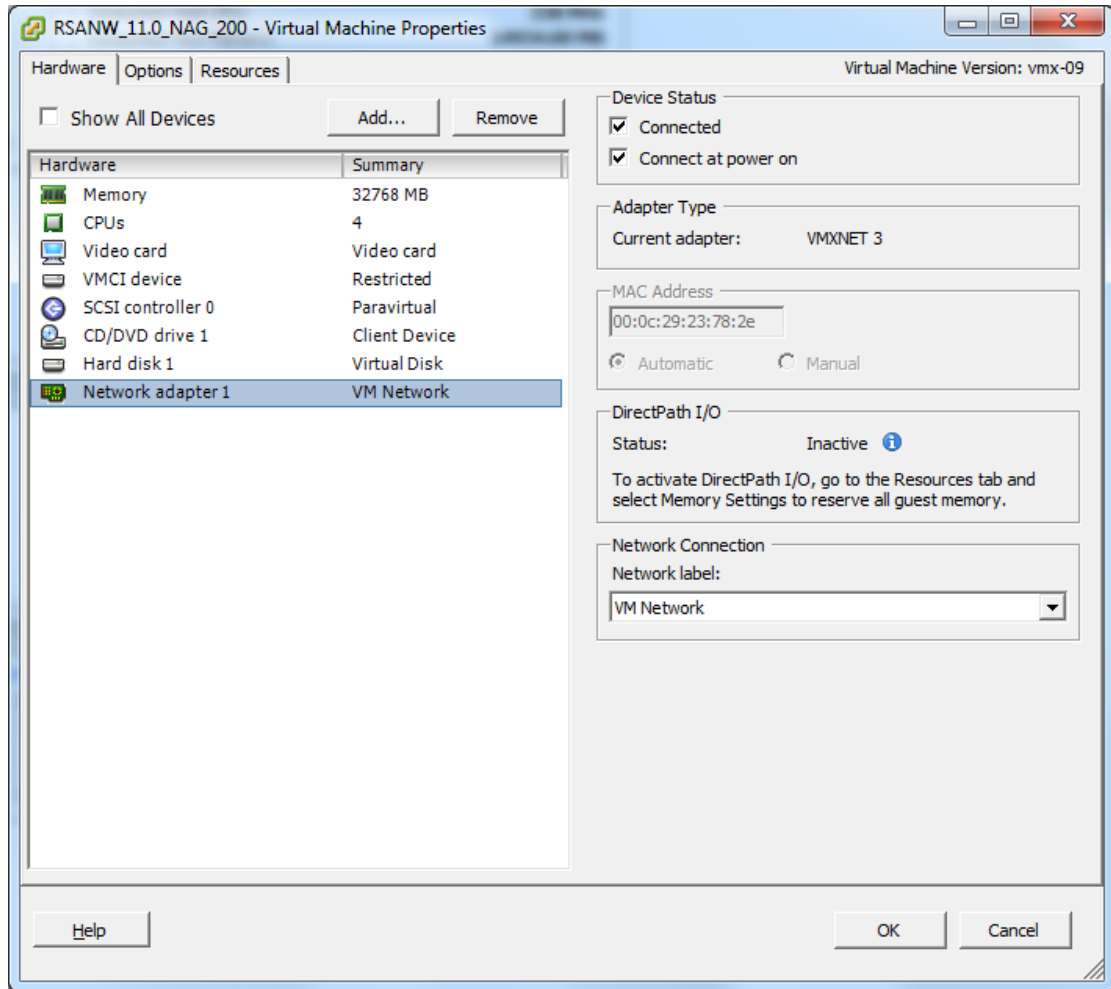 RSANW_11.0_NAG_200 - Virtual Machine Properties
Hardware Options Resources Virtual Machine Version: vmx-09
Show All Devices Add... Remove
Hardware Summary
Memory 32768 MB
CPUs 4
Video card Video card
VMCI device Restricted
SCSI controller 0 Paravirtual
CD/DVD drive 1 Client Device
Hard disk 1 Virtual Disk
Network adapter 1 VM Network
Device Status
Connected
Connect at power on
Adapter Type
Current adapter: VMXNET 3
MAC Address
00:0c:29:23:78:2e
Automatic Manual
DirectPath I/O
Status: Inactive
To activate DirectPath I/O, go to the Resources tab and
select Memory Settings to reserve all guest memory.
Network Connection
Network label:
VM Network
Help OK Cancel